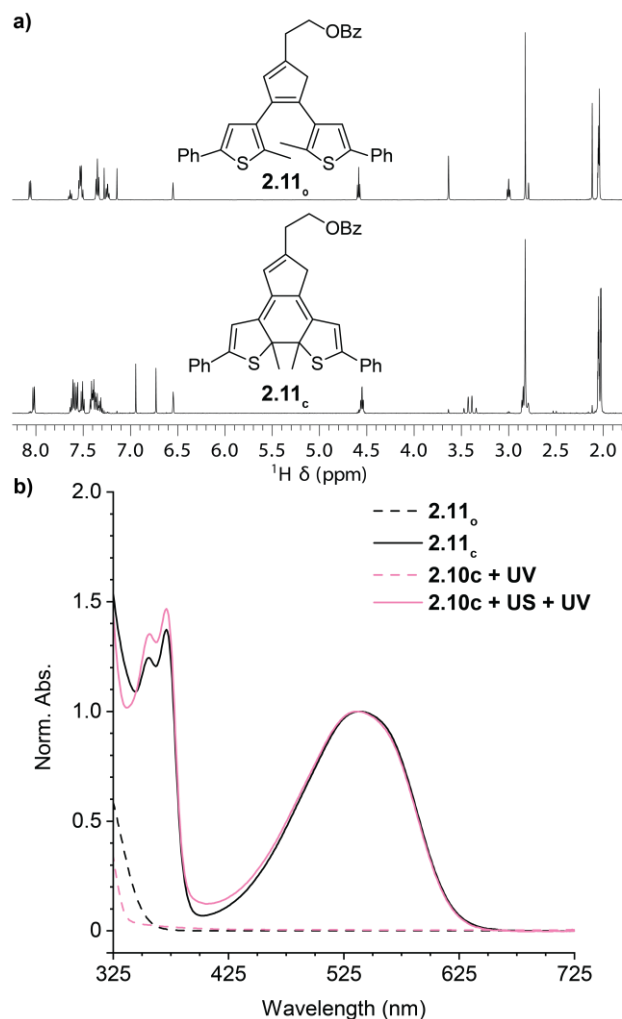 a)
OBz
Ph S S Ph
2.11o
OBz
Ph S S Ph
2.11c
8.0 7.5 7.0 6.5 6.0 5.5 5.0 4.5 4.0 3.5 3.0 2.5 2.0
¹H δ (ppm)
b)
2.11o
2.11c
2.10c + UV
2.10c + US + UV
2.0
1.5
1.0
0.5
0
Norm. Abs.
325 425 525 625 725
Wavelength (nm)